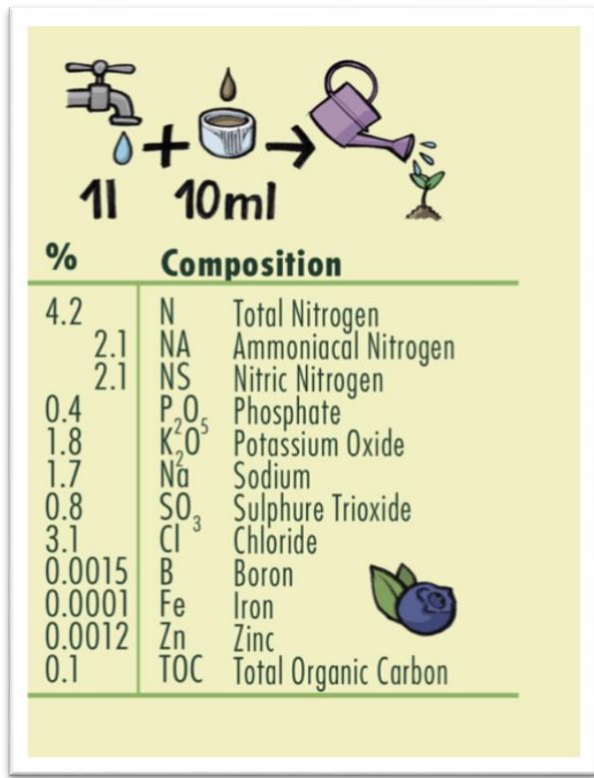 1l 10ml
% Composition
4.2 N Total Nitrogen
2.1 NA Ammoniacal Nitrogen
2.1 NS Nitric Nitrogen
0.4 P₂O₅ Phosphate
1.8 K₂O Potassium Oxide
1.7 Na Sodium
0.8 SO₃ Sulphure Trioxide
3.1 Cl Chloride
0.0015 B Boron
0.0001 Fe Iron
0.0012 Zn Zinc
0.1 TOC Total Organic Carbon